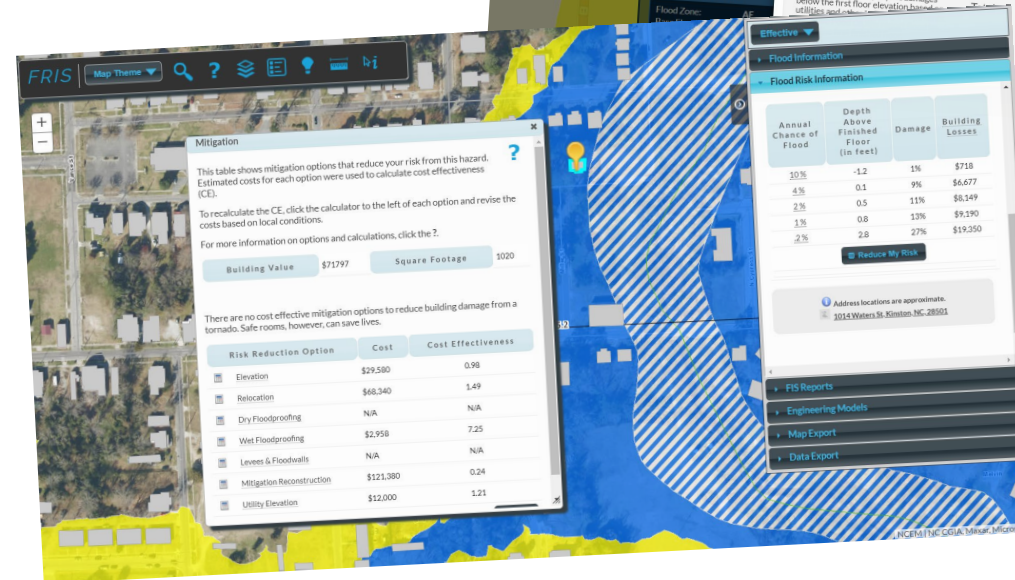 below the first floor elevation based
Flood Zone: AE
FRIS
Map Theme
?
i
+
−
Mitigation
x
?
This table shows mitigation options that reduce your risk from this hazard.
Estimated costs for each option were used to calculate cost effectiveness
(CE).
To recalculate the CE, click the calculator to the left of each option and revise the
costs based on local conditions.
For more information on options and calculations, click the ?.
Building Value $71797 Square Footage 1020
There are no cost effective mitigation options to reduce building damage from a
tornado. Safe rooms, however, can save lives.
Risk Reduction Option Cost Cost Effectiveness
Elevation $29,580 0.98
Relocation $68,340 1.49
Dry Floodproofing N/A N/A
Wet Floodproofing $2,958 7.25
Levees & Floodwalls N/A N/A
Mitigation Reconstruction $121,380 0.24
Utility Elevation $12,000 1.21
Effective
Flood Information
Flood Risk Information
Annual
Chance of
Flood
Depth
Above
Finished
Floor
(in feet)
Damage
Building
Losses
10% -1.2 1% $718
4% 0.1 9% $6,677
2% 0.5 11% $8,149
1% 0.8 13% $9,190
.2% 2.8 27% $19,350
Reduce My Risk
Address locations are approximate.
1014 Waters St, Kinston, NC, 28501
FIS Reports
Engineering Models
Map Export
Data Export
NCEM | NC CGIA, Maxar, Micro